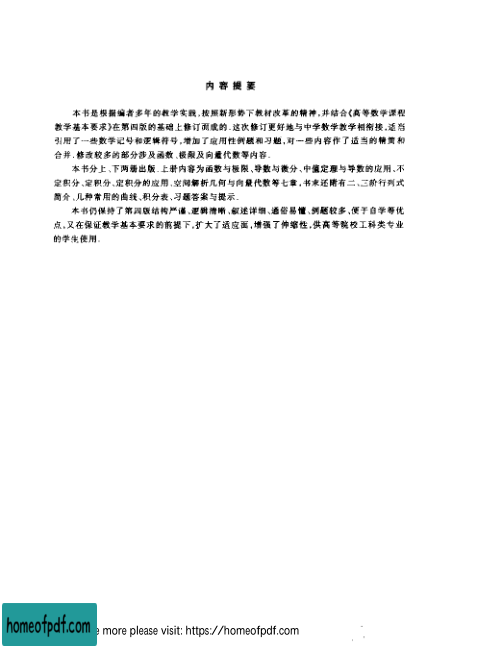 内 容 提 要
本书是根据编者多年的教学实践,按照新形势下教材改革的精神,并结合《高等数学课程
教学基本要求》在第四版的基础上修订而成的.这次修订更好地与中学数学教学相衔接,适当
引用了一些数学记号和逻辑符号,增加了应用性例题和习题,对一些内容作了适当的精简和
合并.修改较多的部分涉及函数、极限及向量代数等内容.
本书分上、下两册出版.上册内容为函数与极限、导数与微分、中值定理与导数的应用、不
定积分、定积分、定积分的应用、空间解析几何与向量代数等七章,书末还附有二、三阶行列式
简介、几种常用的曲线、积分表、习题答案与提示.
本书仍保持了第四版结构严谨、逻辑清晰、叙述详细、通俗易懂、例题较多、便于自学等优
点,又在保证教学基本要求的前提下,扩大了适应面,增强了伸缩性,供高等院校工科类专业
的学生使用.
homeofpdf.com
e more please visit: https://homeofpdf.com